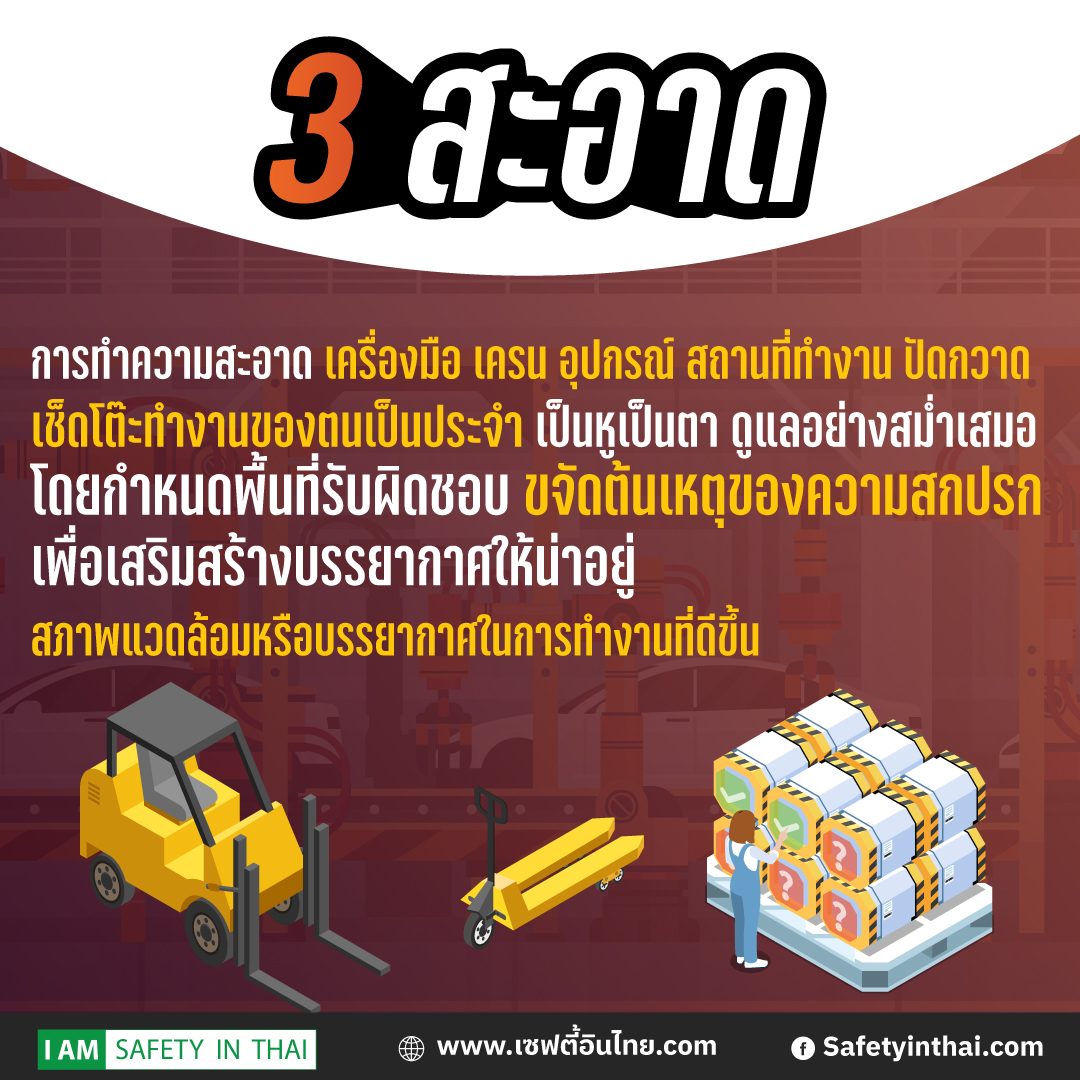 3 สะอาด
การทำความสะอาด เครื่องมือ เครน อุปกรณ์ สถานที่ทำงาน ปัดกวาด
เช็ดโต๊ะทำงานของตนเป็นประจำ เป็นหูเป็นตา ดูแลอย่างสม่ำเสมอ
โดยกำหนดพื้นที่รับผิดชอบ ขจัดต้นเหตุของความสกปรก
เพื่อเสริมสร้างบรรยากาศให้น่าอยู่
สภาพแวดล้อมหรือบรรยากาศในการทำงานที่ดีขึ้น
? 
? ?
I AM SAFETY IN THAI
www.เซฟตี้อินไทย.com
Safetyinthai.com